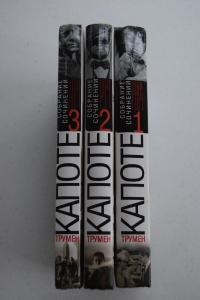 СОБРАНИЕ
СОЧИНЕНИЙ
3
КАПОТЕ
ТРУМЕН
СОБРАНИЕ
СОЧИНЕНИЙ
2
КАПОТЕ
ТРУМЕН
СОБРАНИЕ
СОЧИНЕНИЙ
1
КАПОТЕ
ТРУМЕН